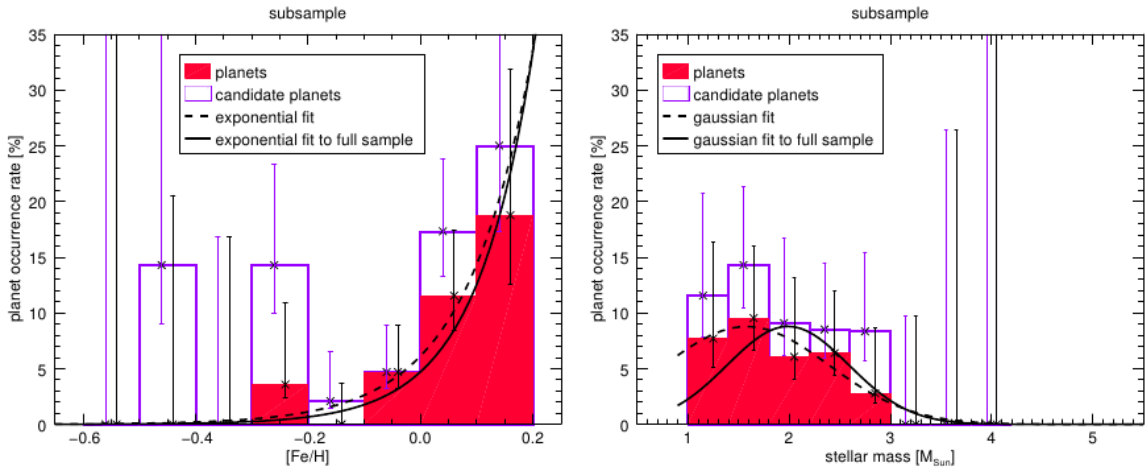 subsample
35
30
25
20
15
10
5
0
planet occurrence rate [%]
planets
candidate planets
exponential fit
exponential fit to full sample
−0.6
−0.4
−0.2
0.0
0.2
[Fe/H]
subsample
35
30
25
20
15
10
5
0
planet occurrence rate [%]
planets
candidate planets
gaussian fit
gaussian fit to full sample
1
2
3
4
5
stellar mass [M_Sun]